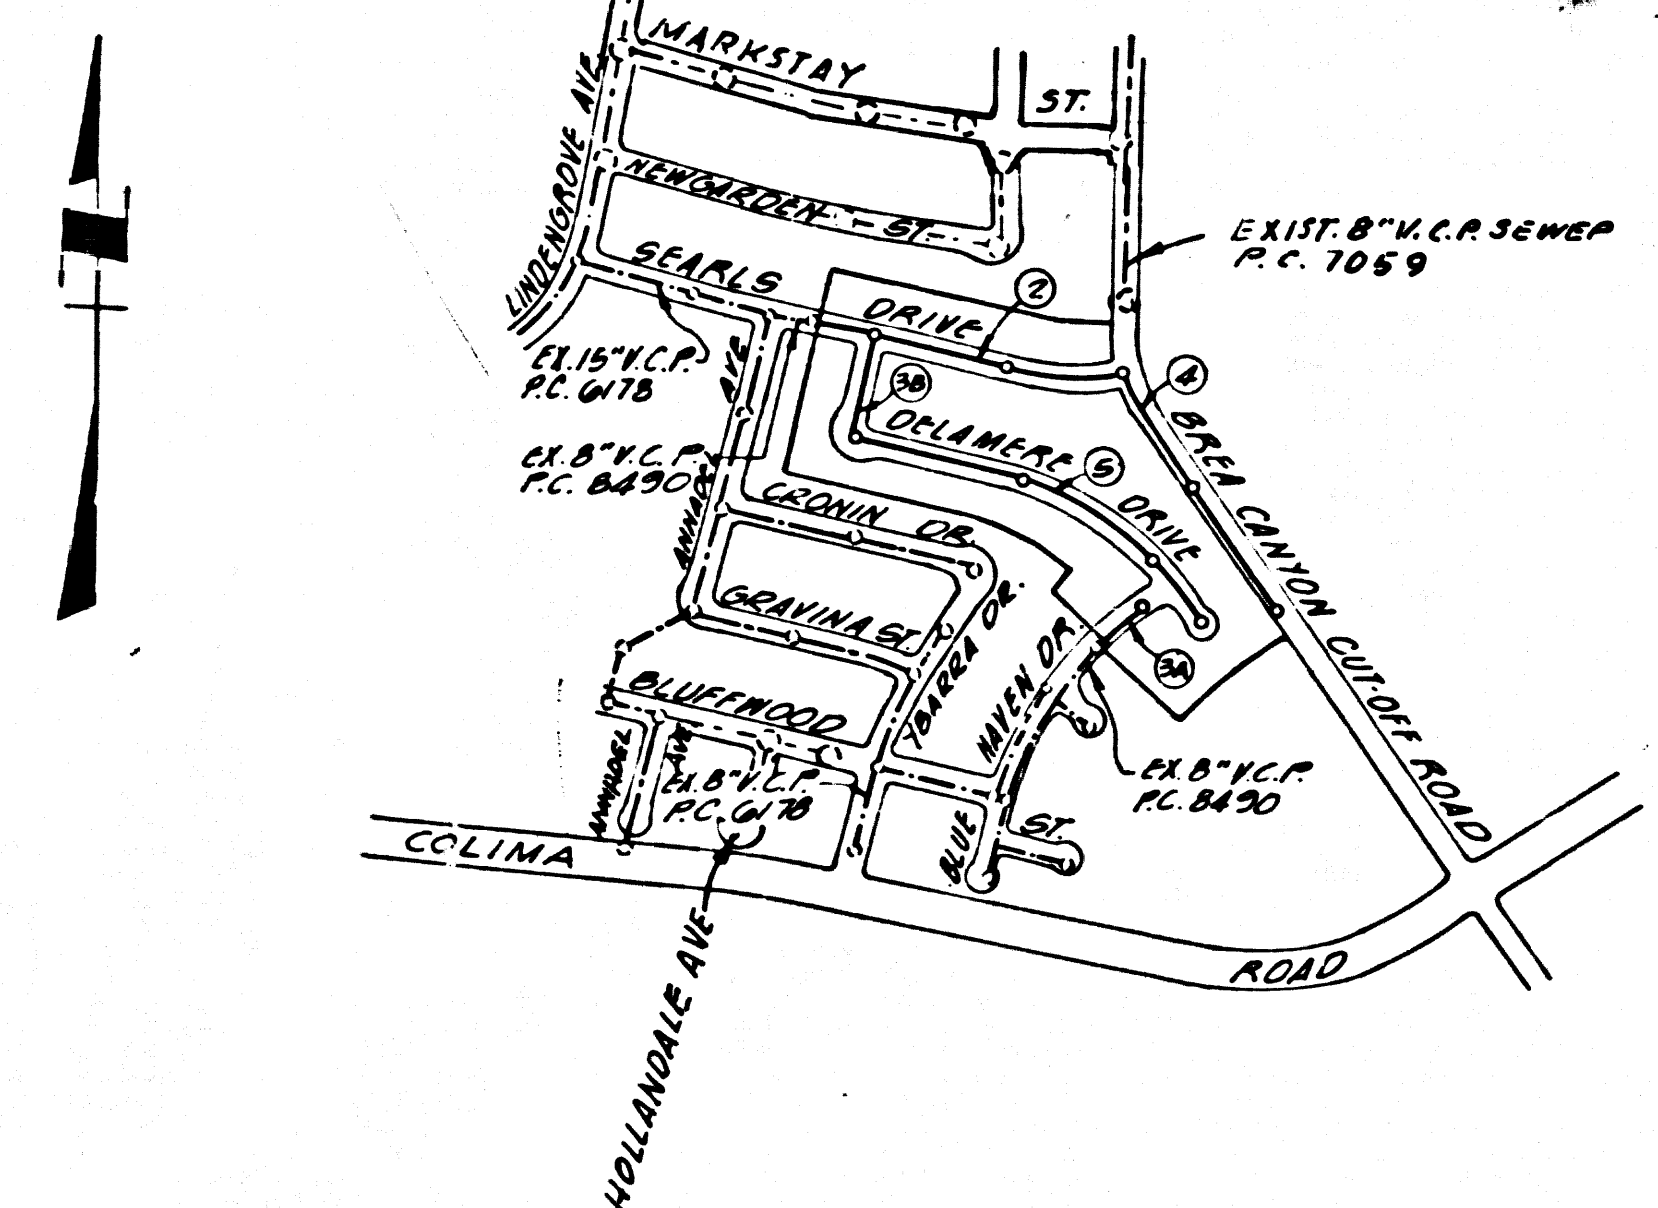 MARKSTAY
ST.
LINDENGROVE AVE.
NEWGARDEN ST.
EXIST. 8" V.C.P. SEWER
P.C. 7059
SEARLS
DRIVE
2
EX. 15" V.C.P.
P.C. 6178
AVE
3B
4
DELAMERE
5
DRIVE
BREA CANYON CUT-OFF ROAD
EX. 8" V.C.P.
P.C. 8490
CRONIN DR.
GRAVINA ST.
YBARRA DR.
HAVEN DR.
3A
BLUFFWOOD
AVE
EX. 8" V.C.P.
P.C. 6178
EX. 8" V.C.P.
P.C. 8490
BLUE
ST.
COLIMA
ROAD
HOLLANDALE AVE